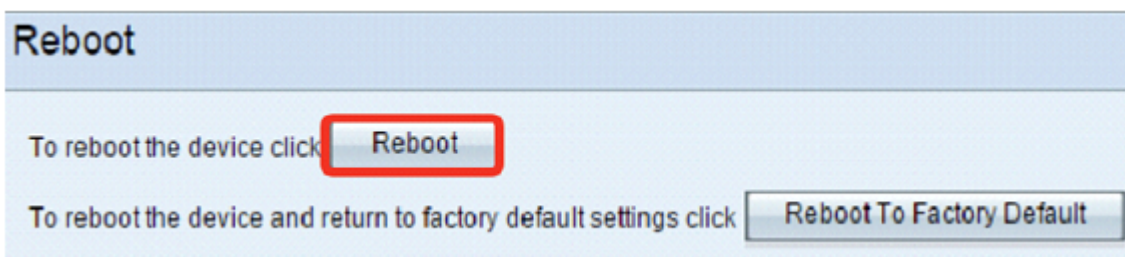 Reboot
To reboot the device click Reboot
To reboot the device and return to factory default settings click Reboot To Factory Default